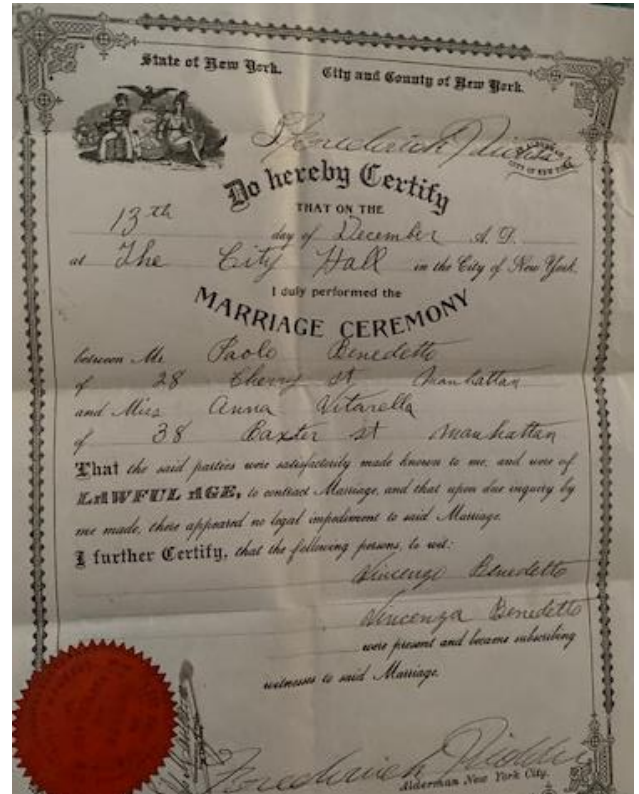 State of New York. City and County of New York.
I Frederick
CITY OF NEW YORK
Do hereby Certify
THAT ON THE
13th day of December A.D.
at The City Hall in the City of New York.
I duly performed the
MARRIAGE CEREMONY
between Mr. Paolo Benedetto
of 28 Cherry st Manhattan
and Miss Anna Vitarella
of 38 Baxter st Manhattan
That the said parties were satisfactorily made known to me, and were of
LAWFUL AGE, to contract Marriage, and that upon due inquiry by
me made, there appeared no legal impediment to said Marriage.
I further Certify, that the following persons, to wit:
Vincenzo Benedetto
Vincenza Benedetto
were present and became subscribing
witnesses to said Marriage.
Frederick
Alderman New York City.